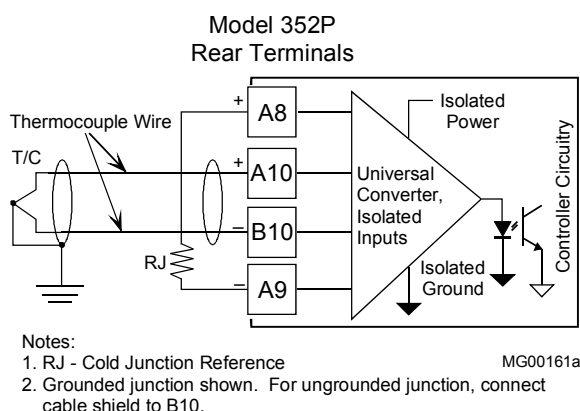 Model 352P
Rear Terminals
Thermocouple Wire
T/C
+
A8
+
A10
–
B10
RJ
–
A9
Isolated
Power
Universal
Converter,
Isolated
Inputs
Isolated
Ground
Controller Circuitry
Notes:
1. RJ - Cold Junction Reference
MG00161a
2. Grounded junction shown. For ungrounded junction, connect
cable shield to B10.